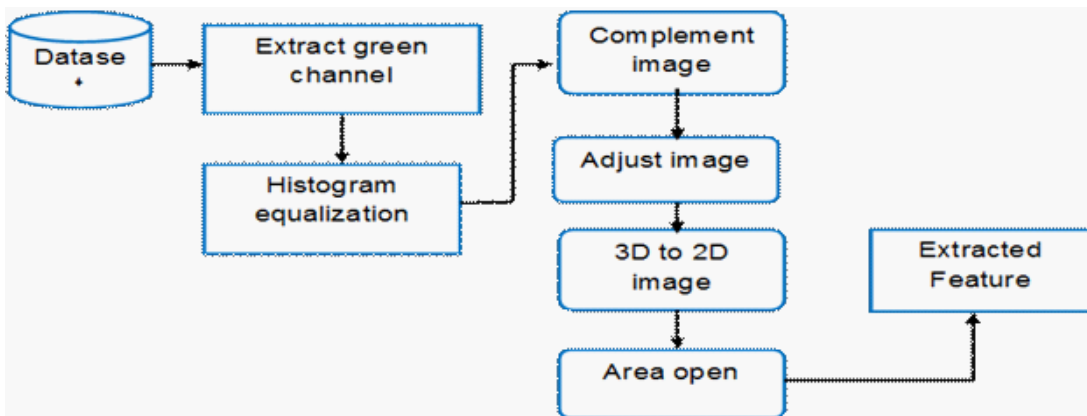 Datase
Extract green
channel
Histogram
equalization
Complement
image
Adjust image
3D to 2D
image
Area open
Extracted
Feature